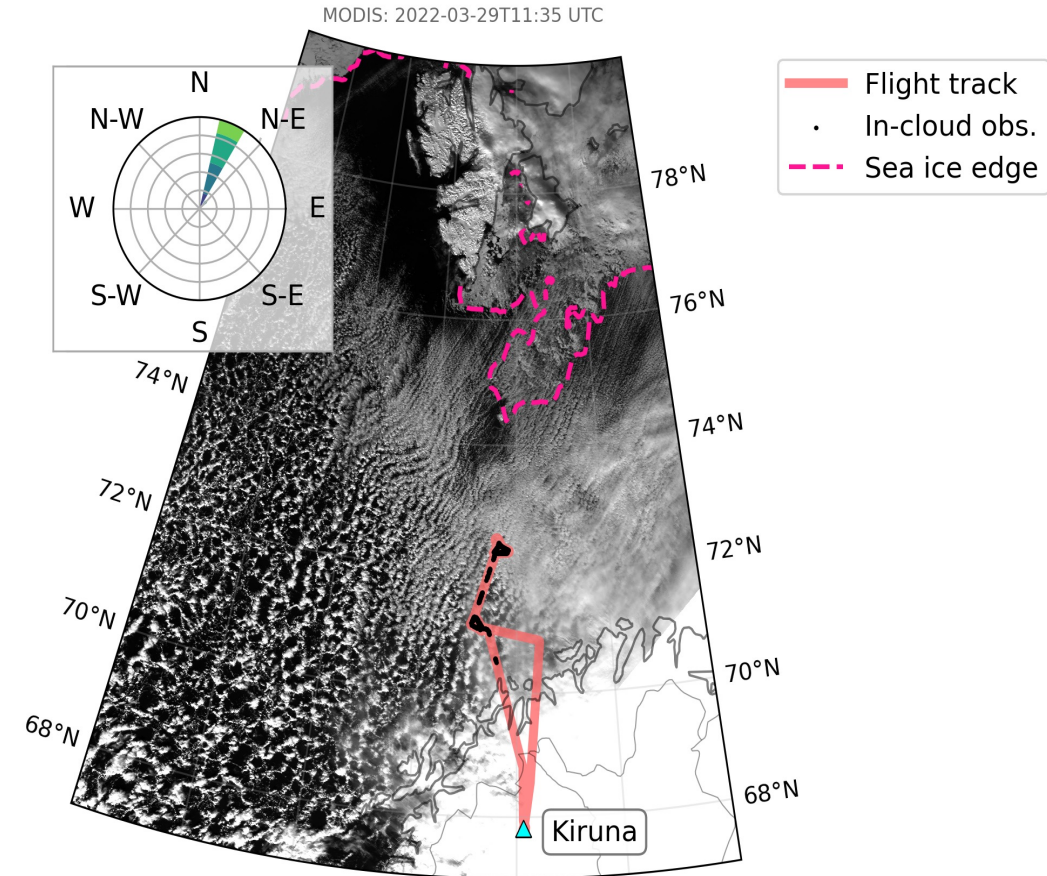 MODIS: 2022-03-29T11:35 UTC
N
N-W
N-E
W
E
S-W
S-E
S
Flight track
In-cloud obs.
Sea ice edge
78°N
76°N
74°N
74°N
72°N
72°N
70°N
70°N
68°N
68°N
Kiruna